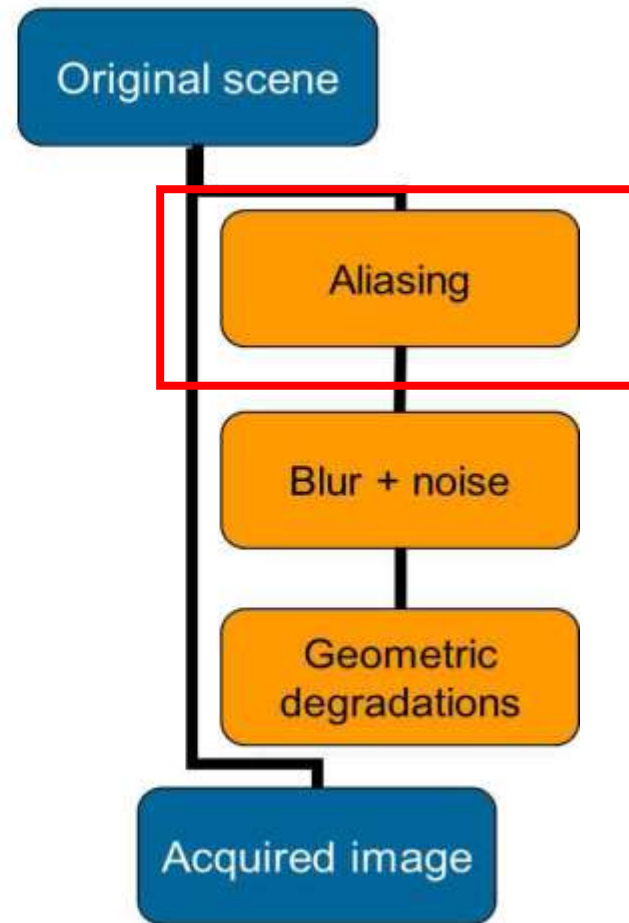 Original scene
Aliasing
Blur + noise
Geometric
degradations
Acquired image